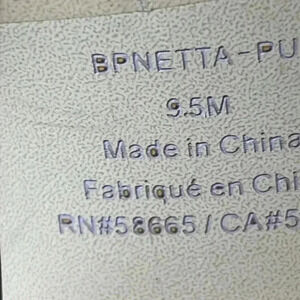 BPNETTA-PU
9.5M
Made in China
Fabriqué en Chi
RN#58665 / CA#5